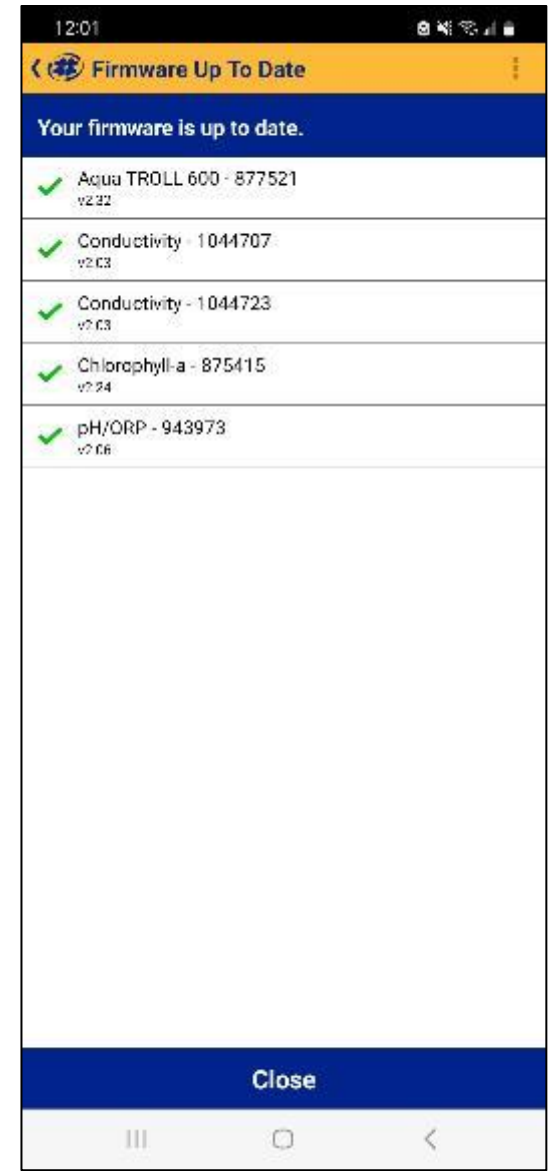 12:01
Firmware Up To Date
Your firmware is up to date.
Aqua TROLL 600 - 877521
v2.32
Conductivity - 1044707
v2.03
Conductivity - 1044723
v2.03
Chlorophyll-a - 875415
v2.24
pH/ORP - 943973
v2.06
Close